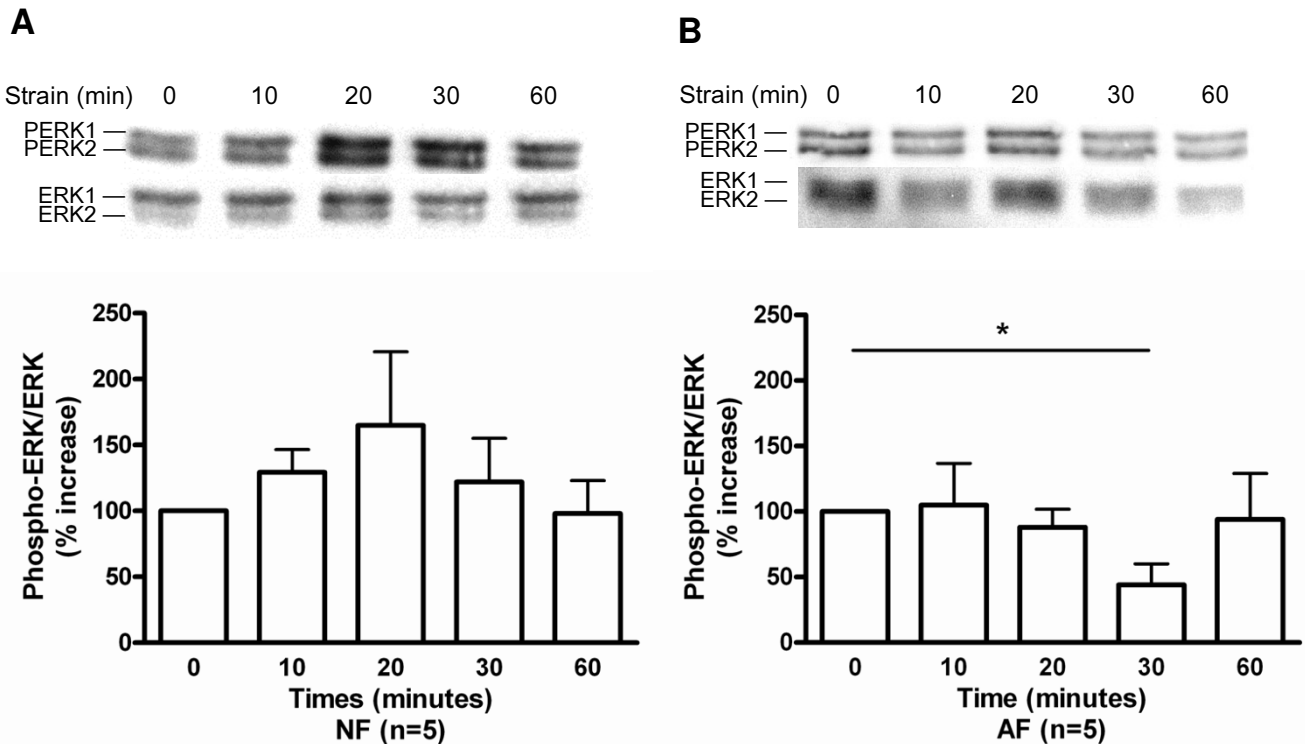 A
Strain (min) 0 10 20 30 60
PERK1
PERK2
ERK1
ERK2
250
200
150
100
50
0
Phospho-ERK/ERK
(% increase)
0 10 20 30 60
Times (minutes)
NF (n=5)
B
Strain (min) 0 10 20 30 60
PERK1
PERK2
ERK1
ERK2
*
250
200
150
100
50
0
Phospho-ERK/ERK
(% increase)
0 10 20 30 60
Time (minutes)
AF (n=5)